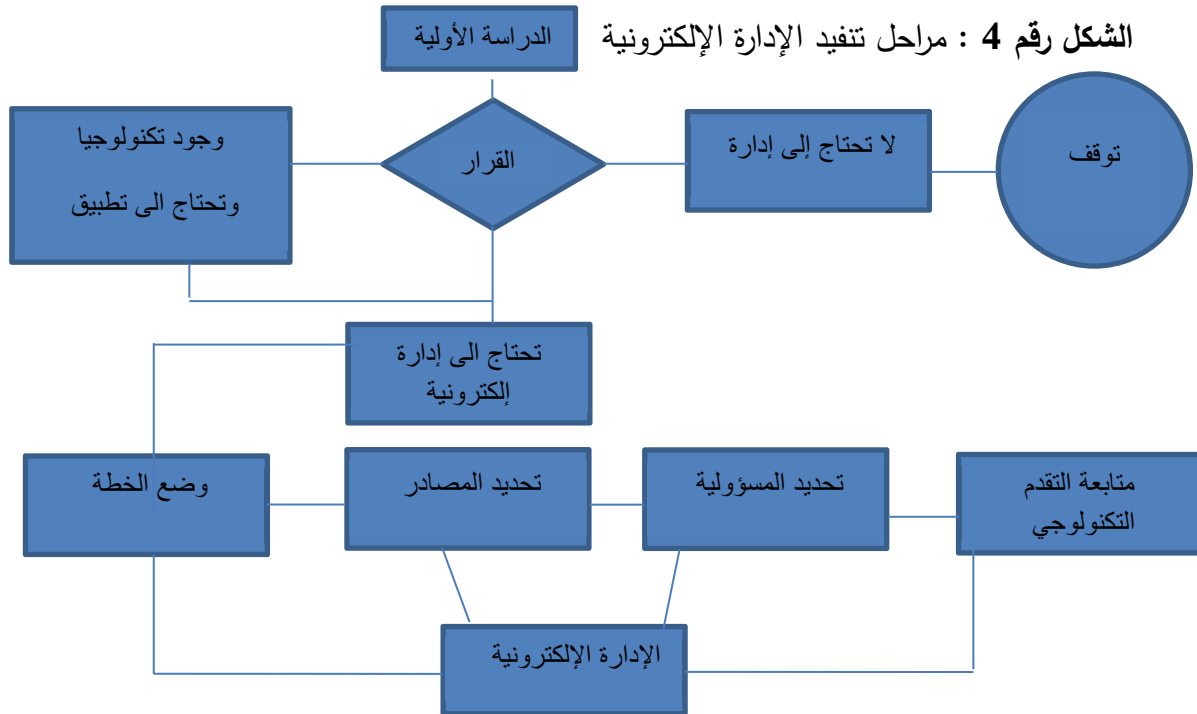 الشكل رقم 4 : مراحل تنفيد الإدارة الإلكترونية
الدراسة الأولية
القرار
لا تحتاج إلى إدارة
توقف
وجود تكنولوجيا
وتحتاج الى تطبيق
تحتاج الى إدارة
إلكترونية
وضع الخطة
تحديد المصادر
تحديد المسؤولية
متابعة التقدم
التكنولوجي
الإدارة الإلكترونية